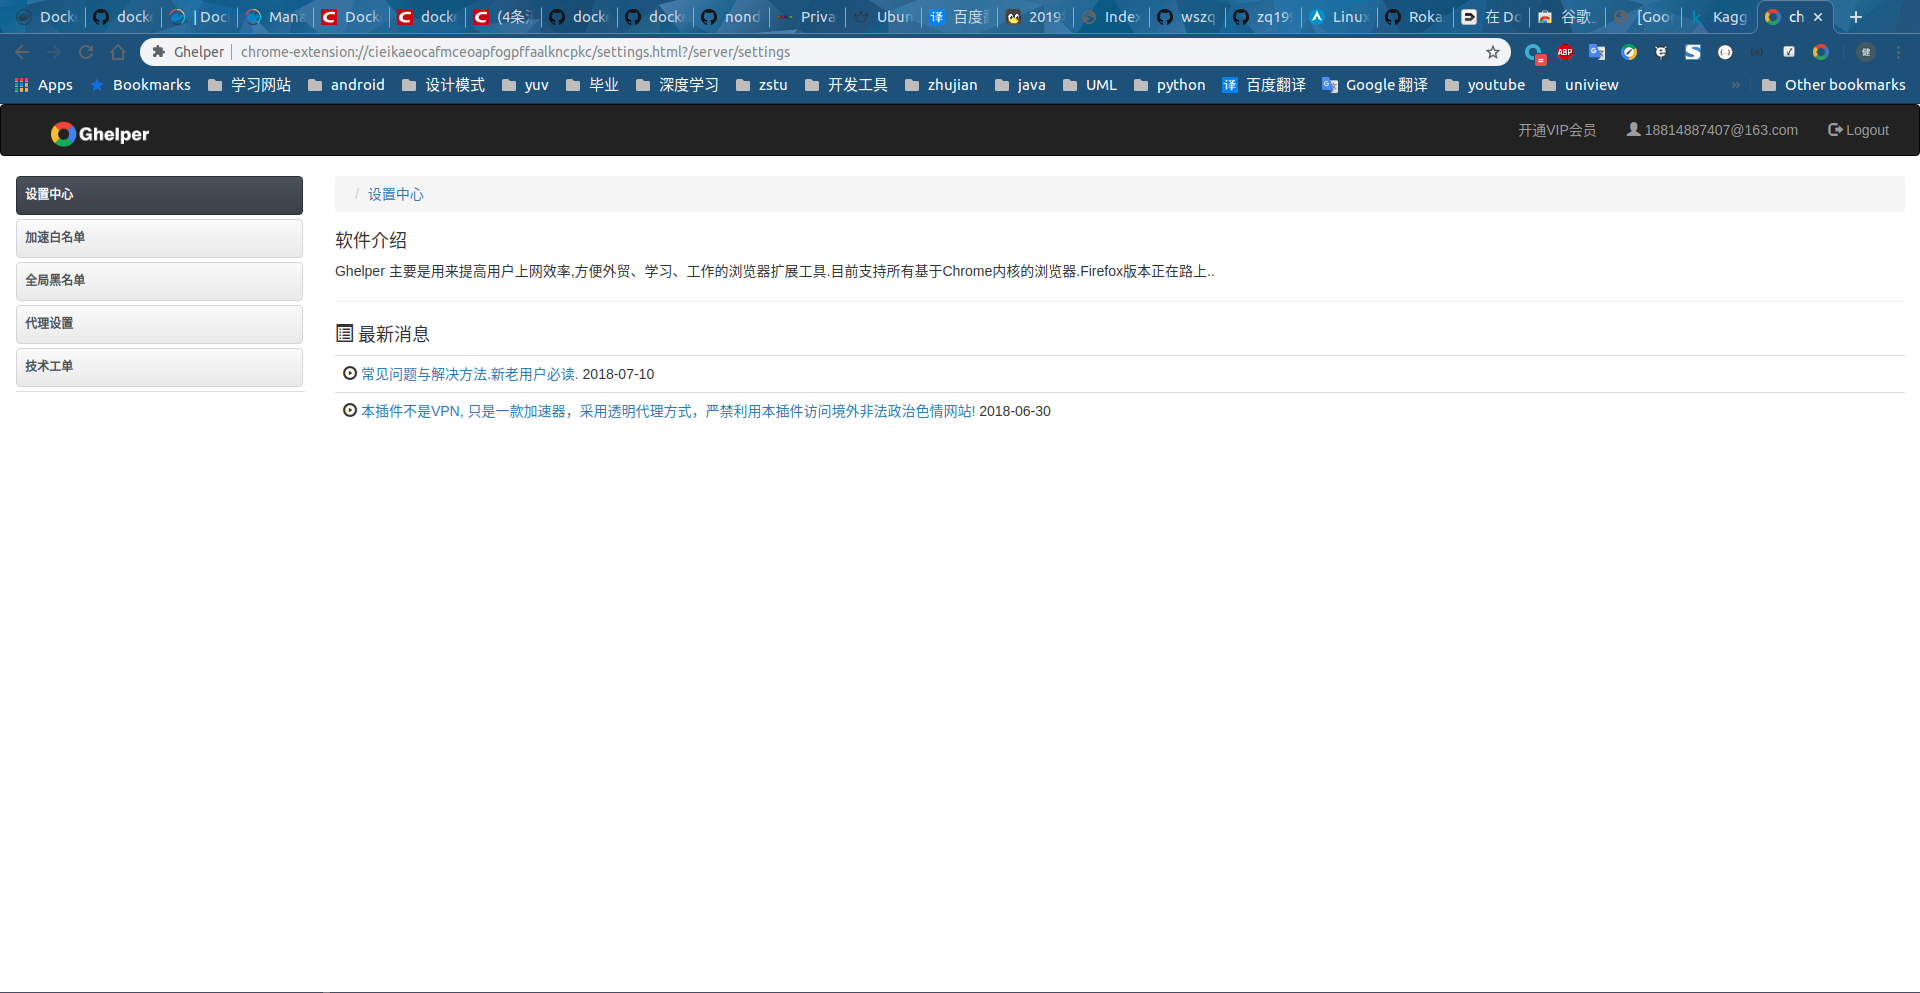 Docke docke | Doc Mana Docke docke (4条 docke docke nond Priva Ubun 百度 2019 Index wszq zq19 Linux Roka 在 Do 谷歌_ [Goo Kagg ch
Ghelper chrome-extension://cieikaeocafmceoapfogpffaalkncpkc/settings.html?/server/settings
Apps Bookmarks 学习网站 android 设计模式 yuv 毕业 深度学习 zstu 开发工具 zhujian java UML python 百度翻译 Google 翻译 youtube uniview » Other bookmarks
Ghelper 开通VIP会员 18814887407@163.com Logout
设置中心
加速白名单
全局黑名单
代理设置
技术工单
/ 设置中心
软件介绍
Ghelper 主要是用来提高用户上网效率,方便外贸、学习、工作的浏览器扩展工具.目前支持所有基于Chrome内核的浏览器.Firefox版本正在路上..
最新消息
常见问题与解决方法.新老用户必读. 2018-07-10
本插件不是VPN, 只是一款加速器，采用透明代理方式，严禁利用本插件访问境外非法政治色情网站! 2018-06-30